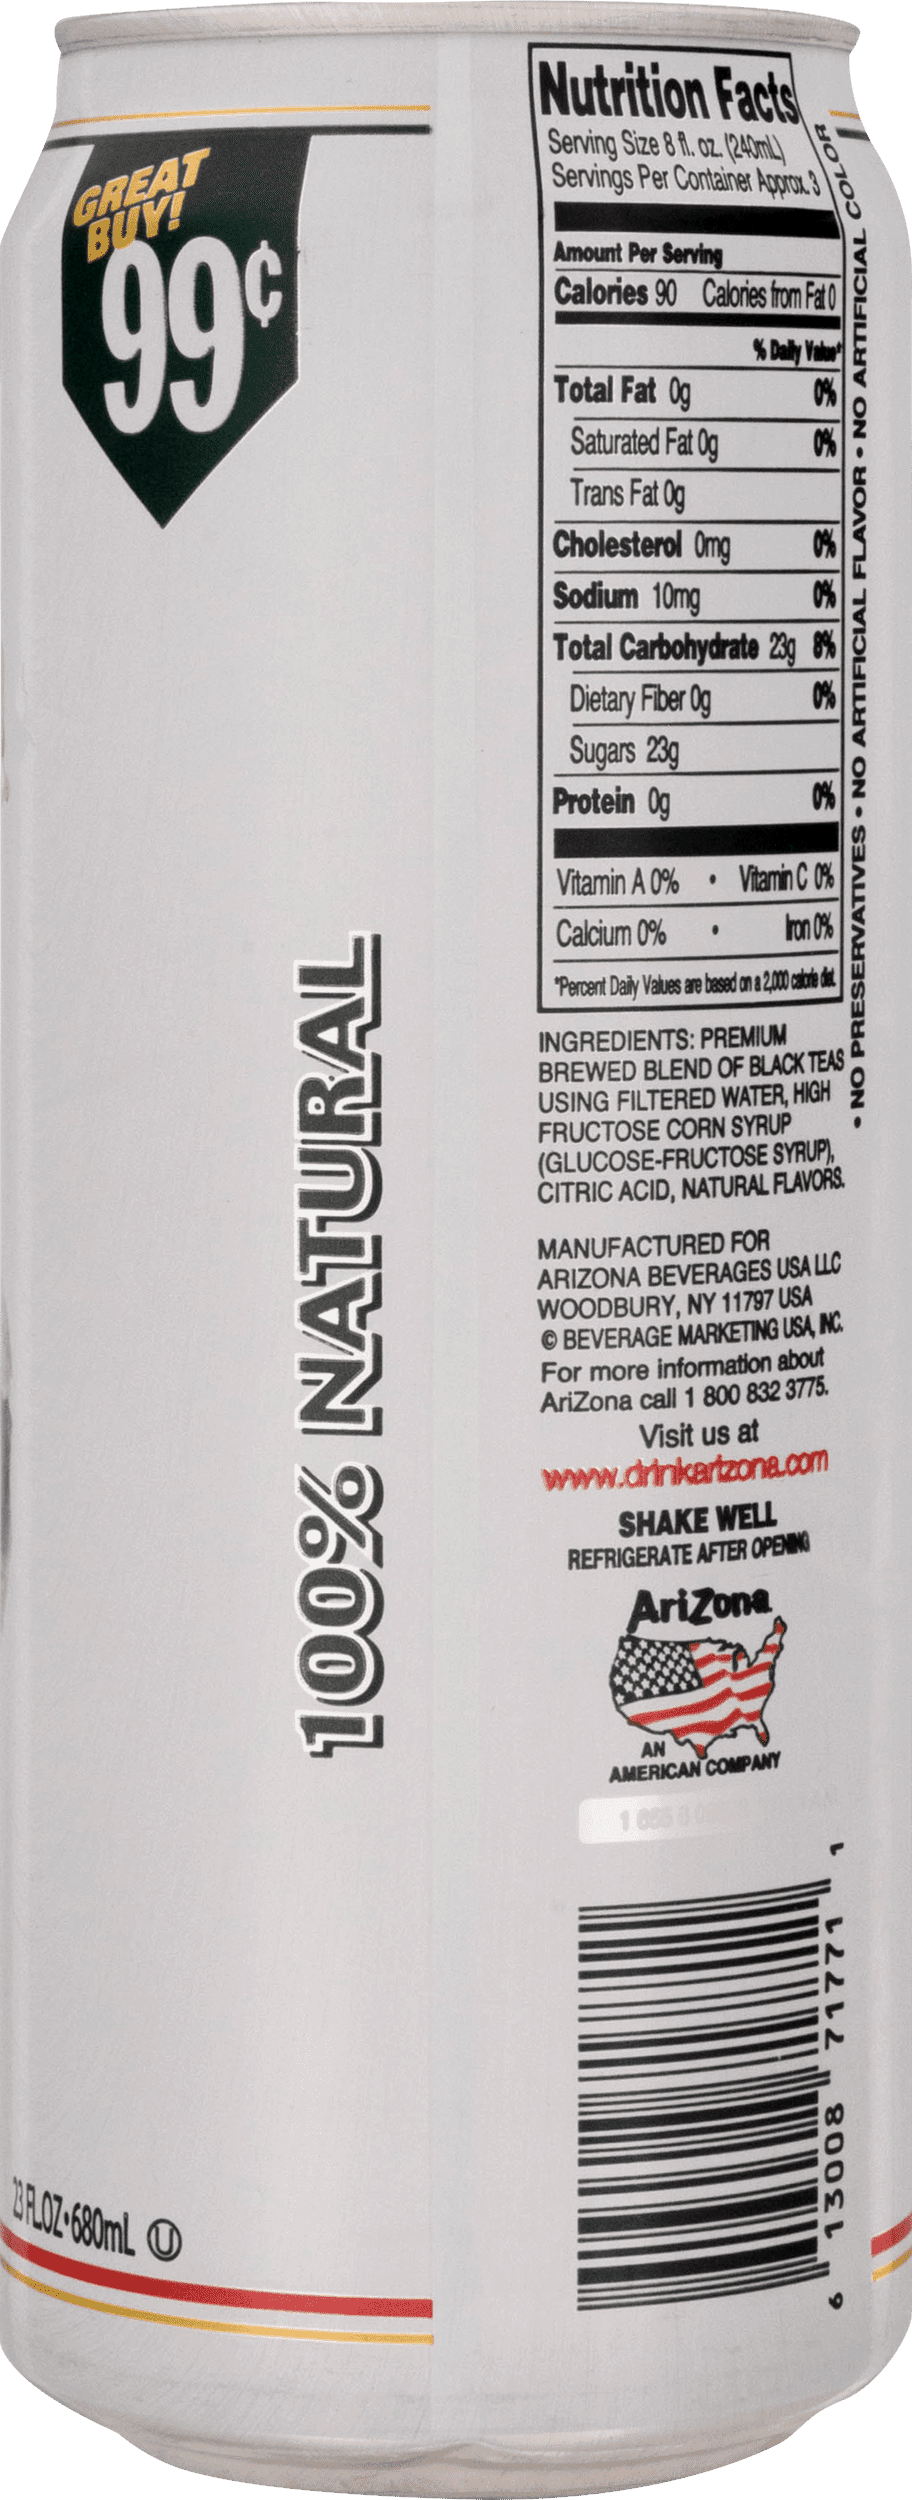 GREAT
BUY!
99¢
100% NATURAL
23 FL OZ • 680mL U
Nutrition Facts
Serving Size 8 fl. oz. (240mL)
Servings Per Container Approx. 3
Amount Per Serving
Calories 90 Calories from Fat 0
% Daily Value*
Total Fat 0g 0%
Saturated Fat 0g 0%
Trans Fat 0g
Cholesterol 0mg 0%
Sodium 10mg 0%
Total Carbohydrate 23g 8%
Dietary Fiber 0g 0%
Sugars 23g
Protein 0g 0%
Vitamin A 0% • Vitamin C 0%
Calcium 0% • Iron 0%
*Percent Daily Values are based on a 2,000 calorie diet.
• NO PRESERVATIVES • NO ARTIFICIAL FLAVOR • NO ARTIFICIAL COLOR
INGREDIENTS: PREMIUM
BREWED BLEND OF BLACK TEAS
USING FILTERED WATER, HIGH
FRUCTOSE CORN SYRUP
(GLUCOSE-FRUCTOSE SYRUP),
CITRIC ACID, NATURAL FLAVORS.
MANUFACTURED FOR
ARIZONA BEVERAGES USA LLC
WOODBURY, NY 11797 USA
© BEVERAGE MARKETING USA, INC.
For more information about
AriZona call 1 800 832 3775.
Visit us at
www.drinkarizona.com
SHAKE WELL
REFRIGERATE AFTER OPENING
AriZona
AN
AMERICAN COMPANY
6 13008 71771 1